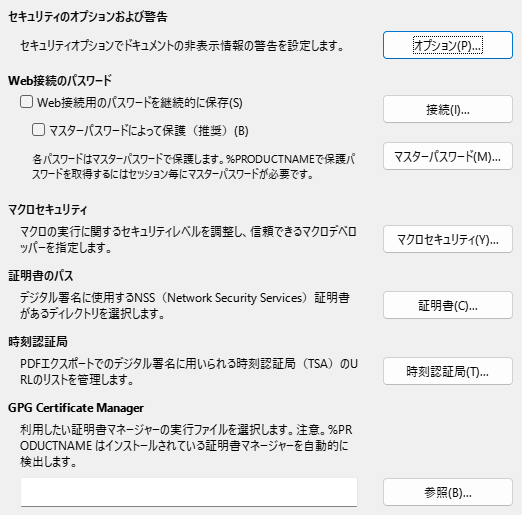 セキュリティのオプションおよび警告
セキュリティオプションでドキュメントの非表示情報の警告を設定します。
オプション(P)...
Web接続のパスワード
Web接続用のパスワードを継続的に保存(S)
接続(I)...
マスターパスワードによって保護（推奨）(B)
各パスワードはマスターパスワードで保護します。%PRODUCTNAMEで保護パ
スワードを取得するにはセッション毎にマスターパスワードが必要です。
マスターパスワード(M)...
マクロセキュリティ
マクロの実行に関するセキュリティレベルを調整し、信頼できるマクロデベロ
ッパーを指定します。
マクロセキュリティ(Y)...
証明書のパス
デジタル署名に使用するNSS（Network Security Services）証明書
があるディレクトリを選択します。
証明書(C)...
時刻認証局
PDFエクスポートでのデジタル署名に用いられる時刻認証局（TSA）のU
RLのリストを管理します。
時刻認証局(T)...
GPG Certificate Manager
利用したい証明書マネージャーの実行ファイルを選択します。注意。%PR
ODUCTNAME はインストールされている証明書マネージャーを自動的に
検出します。
参照(B)...